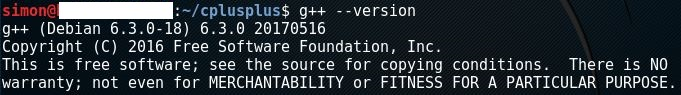 simon@:~/cplusplus$ g++ --version
g++ (Debian 6.3.0-18) 6.3.0 20170516
Copyright (C) 2016 Free Software Foundation, Inc.
This is free software; see the source for copying conditions.  There is NO
warranty; not even for MERCHANTABILITY or FITNESS FOR A PARTICULAR PURPOSE.